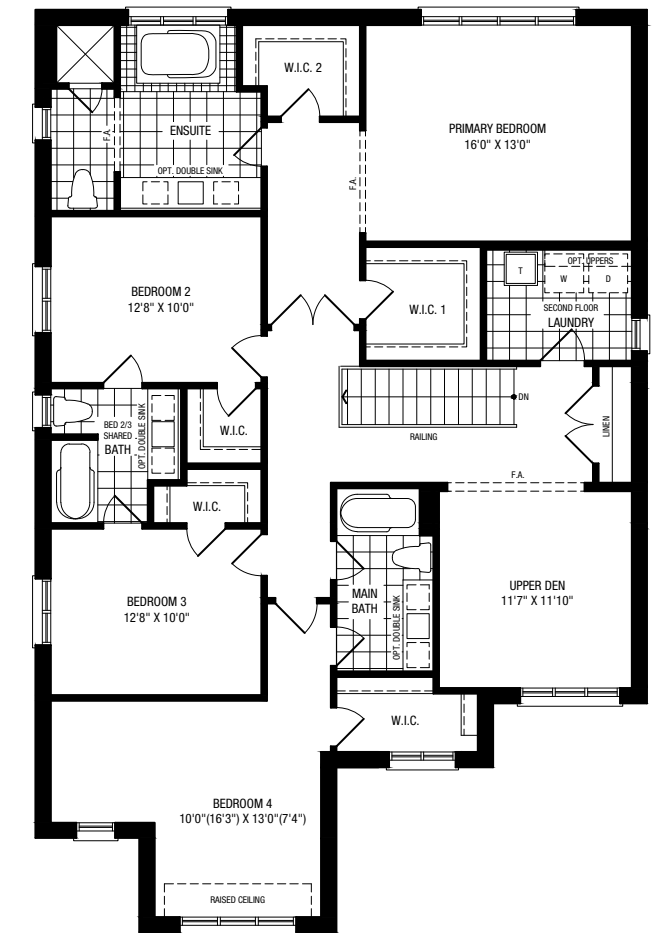 W.I.C. 2
PRIMARY BEDROOM
16'0" X 13'0"
F.A.
ENSUITE
OPT. DOUBLE SINK
F.A.
OPT. UPPERS
T
W
D
SECOND FLOOR
LAUNDRY
BEDROOM 2
12'8" X 10'0"
W.I.C. 1
DN
RAILING
LINEN
BED 2/3
SHARED
BATH
OPT. DOUBLE SINK
W.I.C.
F.A.
W.I.C.
BEDROOM 3
12'8" X 10'0"
MAIN
BATH
OPT. DOUBLE SINK
UPPER DEN
11'7" X 11'10"
W.I.C.
BEDROOM 4
10'0"(16'3") X 13'0"(7'4")
RAISED CEILING